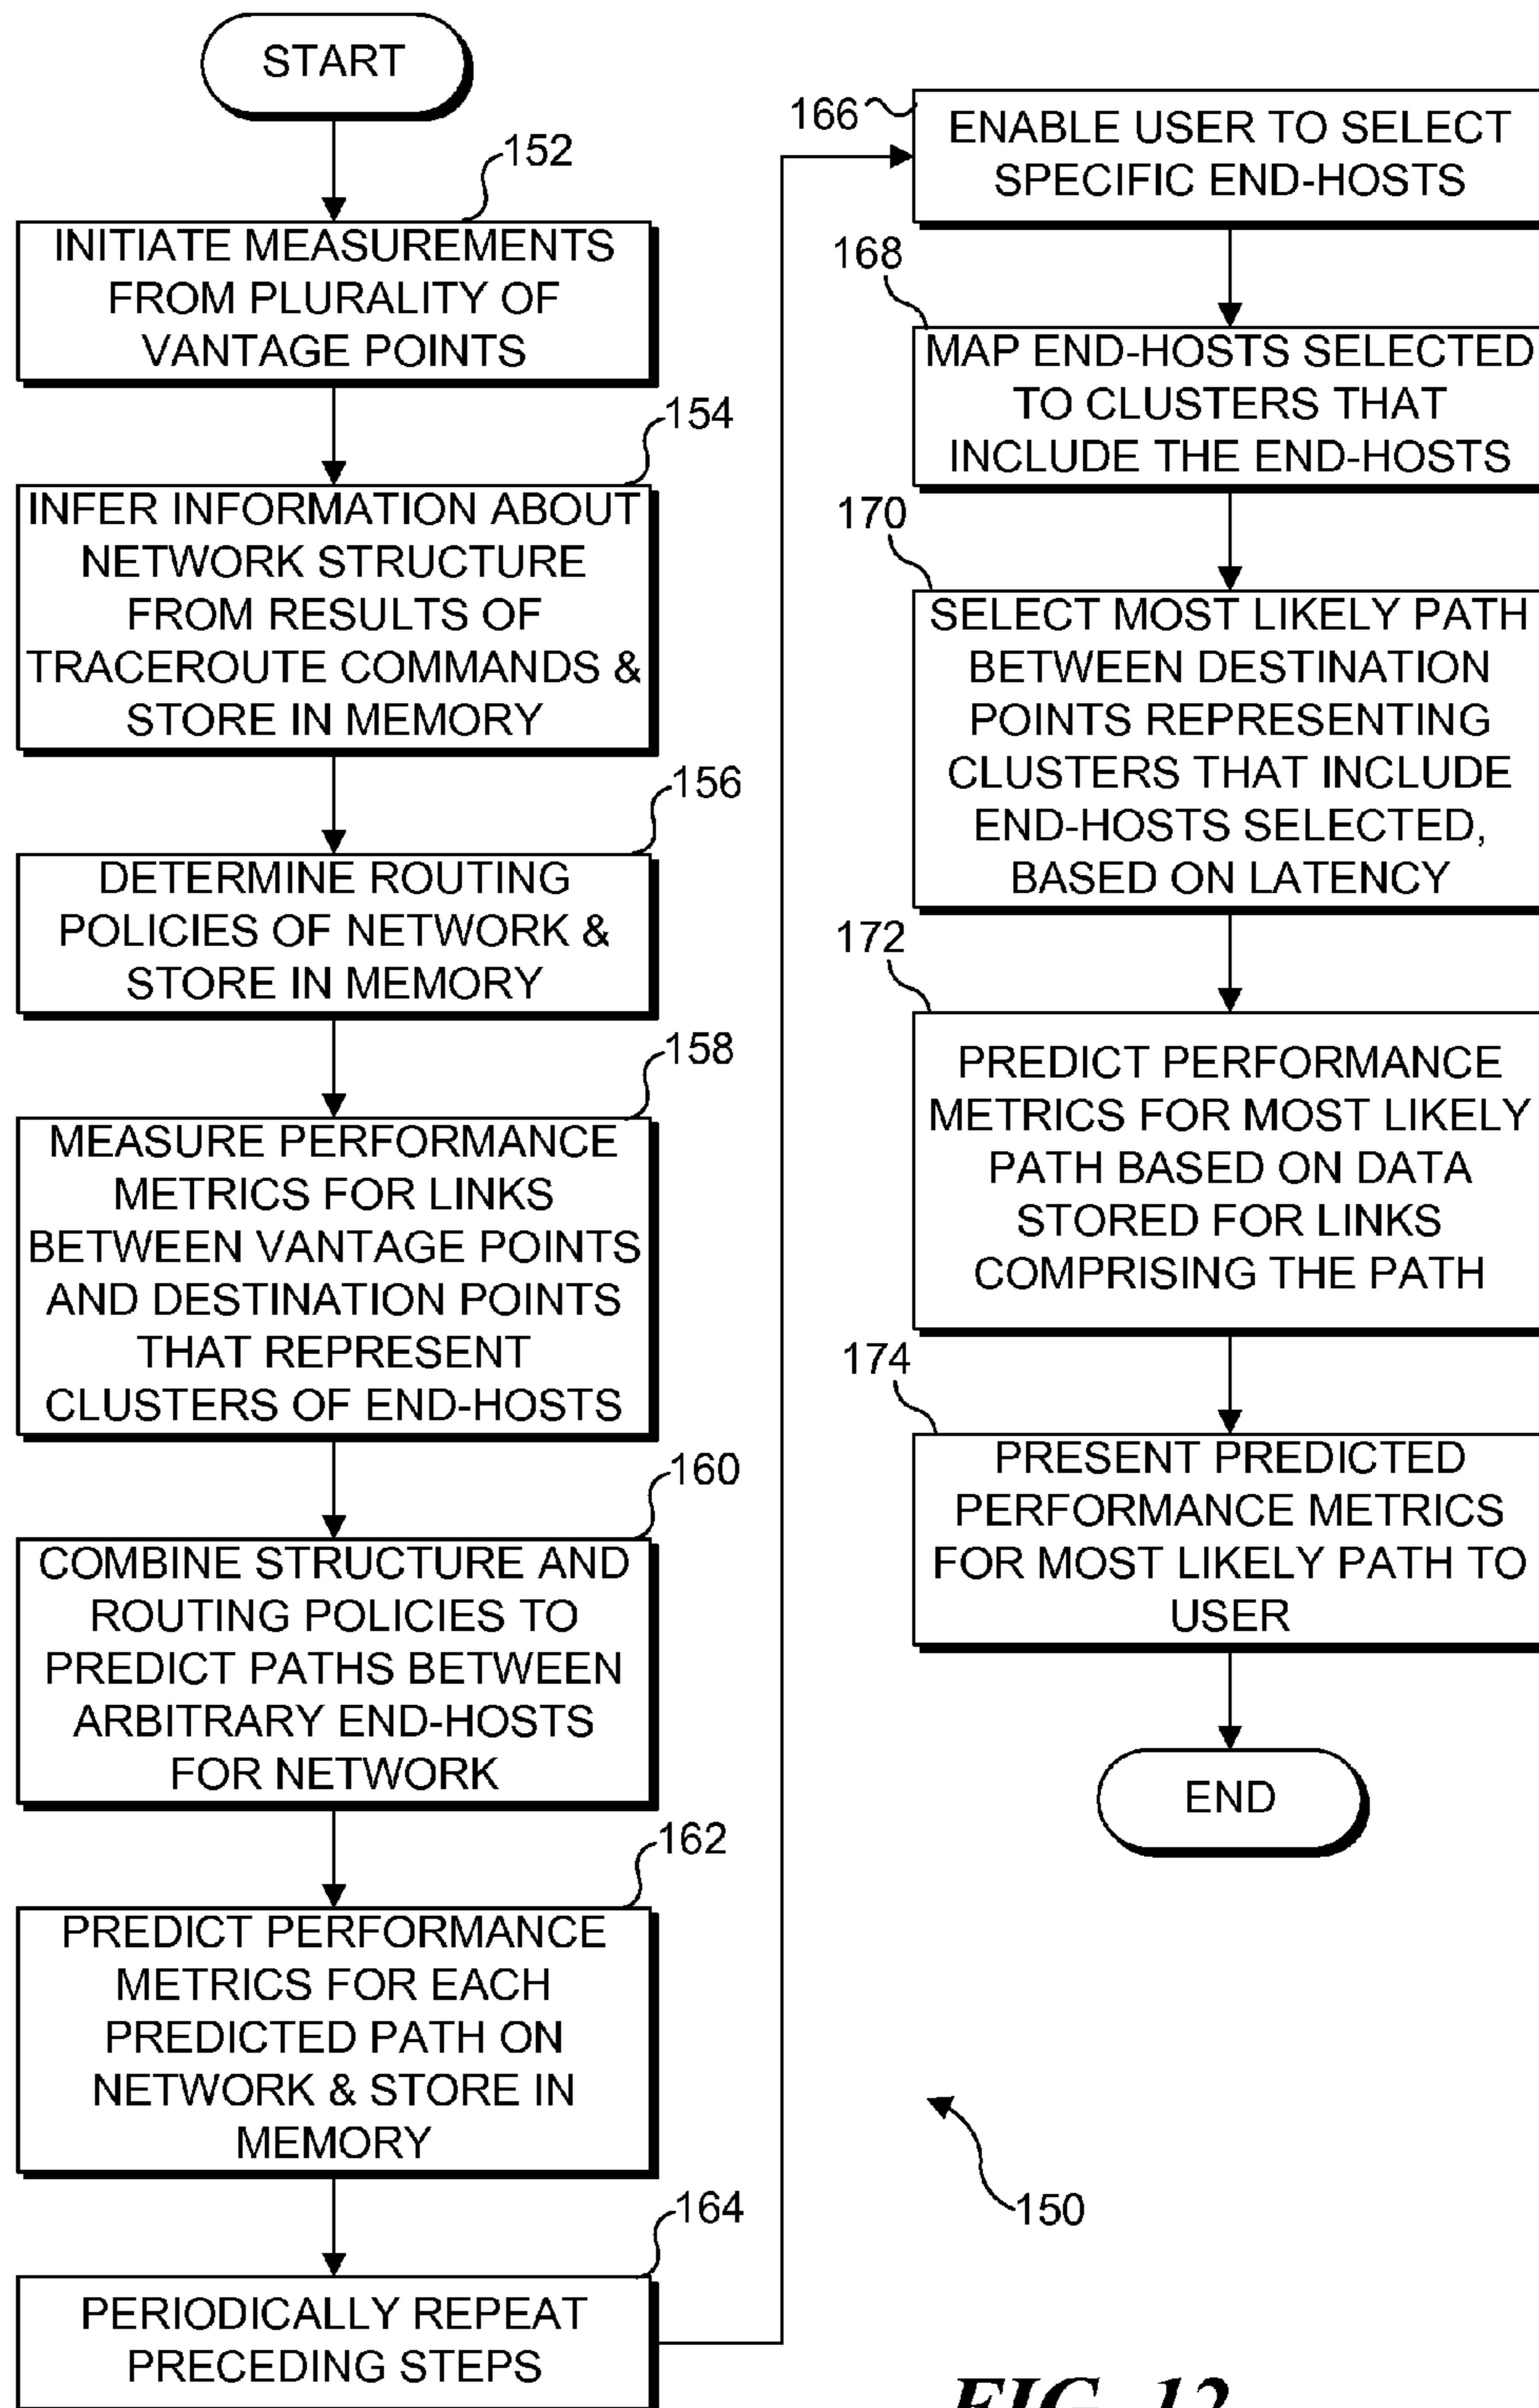 START
152
INITIATE MEASUREMENTS
FROM PLURALITY OF
VANTAGE POINTS
154
INFER INFORMATION ABOUT
NETWORK STRUCTURE
FROM RESULTS OF
TRACEROUTE COMMANDS &
STORE IN MEMORY
156
DETERMINE ROUTING
POLICIES OF NETWORK &
STORE IN MEMORY
158
MEASURE PERFORMANCE
METRICS FOR LINKS
BETWEEN VANTAGE POINTS
AND DESTINATION POINTS
THAT REPRESENT
CLUSTERS OF END-HOSTS
160
COMBINE STRUCTURE AND
ROUTING POLICIES TO
PREDICT PATHS BETWEEN
ARBITRARY END-HOSTS
FOR NETWORK
162
PREDICT PERFORMANCE
METRICS FOR EACH
PREDICTED PATH ON
NETWORK & STORE IN
MEMORY
164
PERIODICALLY REPEAT
PRECEDING STEPS
166
ENABLE USER TO SELECT
SPECIFIC END-HOSTS
168
MAP END-HOSTS SELECTED
TO CLUSTERS THAT
INCLUDE THE END-HOSTS
170
SELECT MOST LIKELY PATH
BETWEEN DESTINATION
POINTS REPRESENTING
CLUSTERS THAT INCLUDE
END-HOSTS SELECTED,
BASED ON LATENCY
172
PREDICT PERFORMANCE
METRICS FOR MOST LIKELY
PATH BASED ON DATA
STORED FOR LINKS
COMPRISING THE PATH
174
PRESENT PREDICTED
PERFORMANCE METRICS
FOR MOST LIKELY PATH TO
USER
END
150
FIG. 12